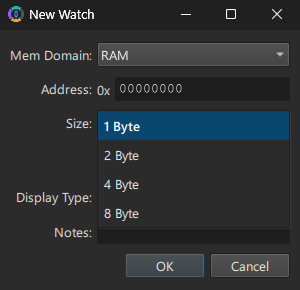 New Watch
Mem Domain: RAM
Address: 0x 00000000
Size:
1 Byte
2 Byte
4 Byte
8 Byte
Display Type:
Notes:
OK Cancel